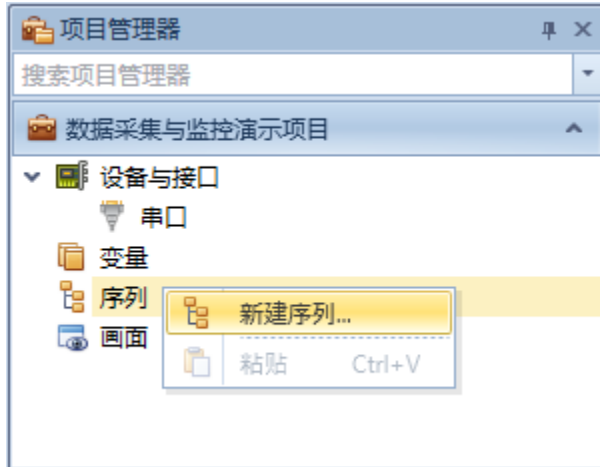 项目管理器
搜索项目管理器
数据采集与监控演示项目
设备与接口
串口
变量
序列
新建序列...
画面
粘贴 Ctrl+V